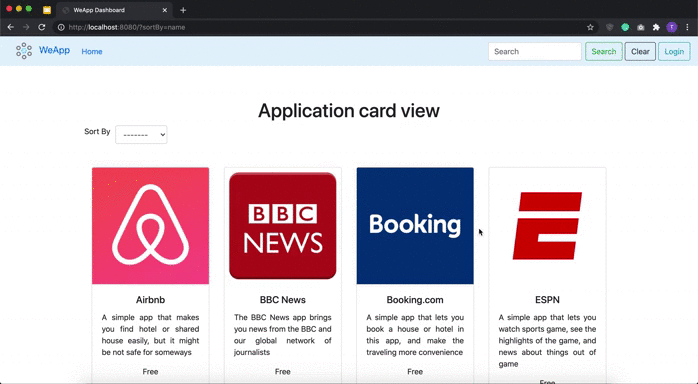 WeApp Dashboard
http://localhost:8080/?sortBy=name
T
WeApp Home Search Search Clear Login
Application card view
Sort By -------
BBC
NEWS
Booking
E
Airbnb
A simple app that makes
you find hotel or shared
house easily, but it might
be not safe for someways
Free
BBC News
The BBC News app brings
you news from the BBC and
our global network of
journalists
Free
Booking.com
A simple app that lets you
book a house or hotel in
this app, and make the
traveling more convenience
Free
ESPN
A simple app that lets you
watch sports game, see the
highlights of the game, and
news about things out of
game
Free